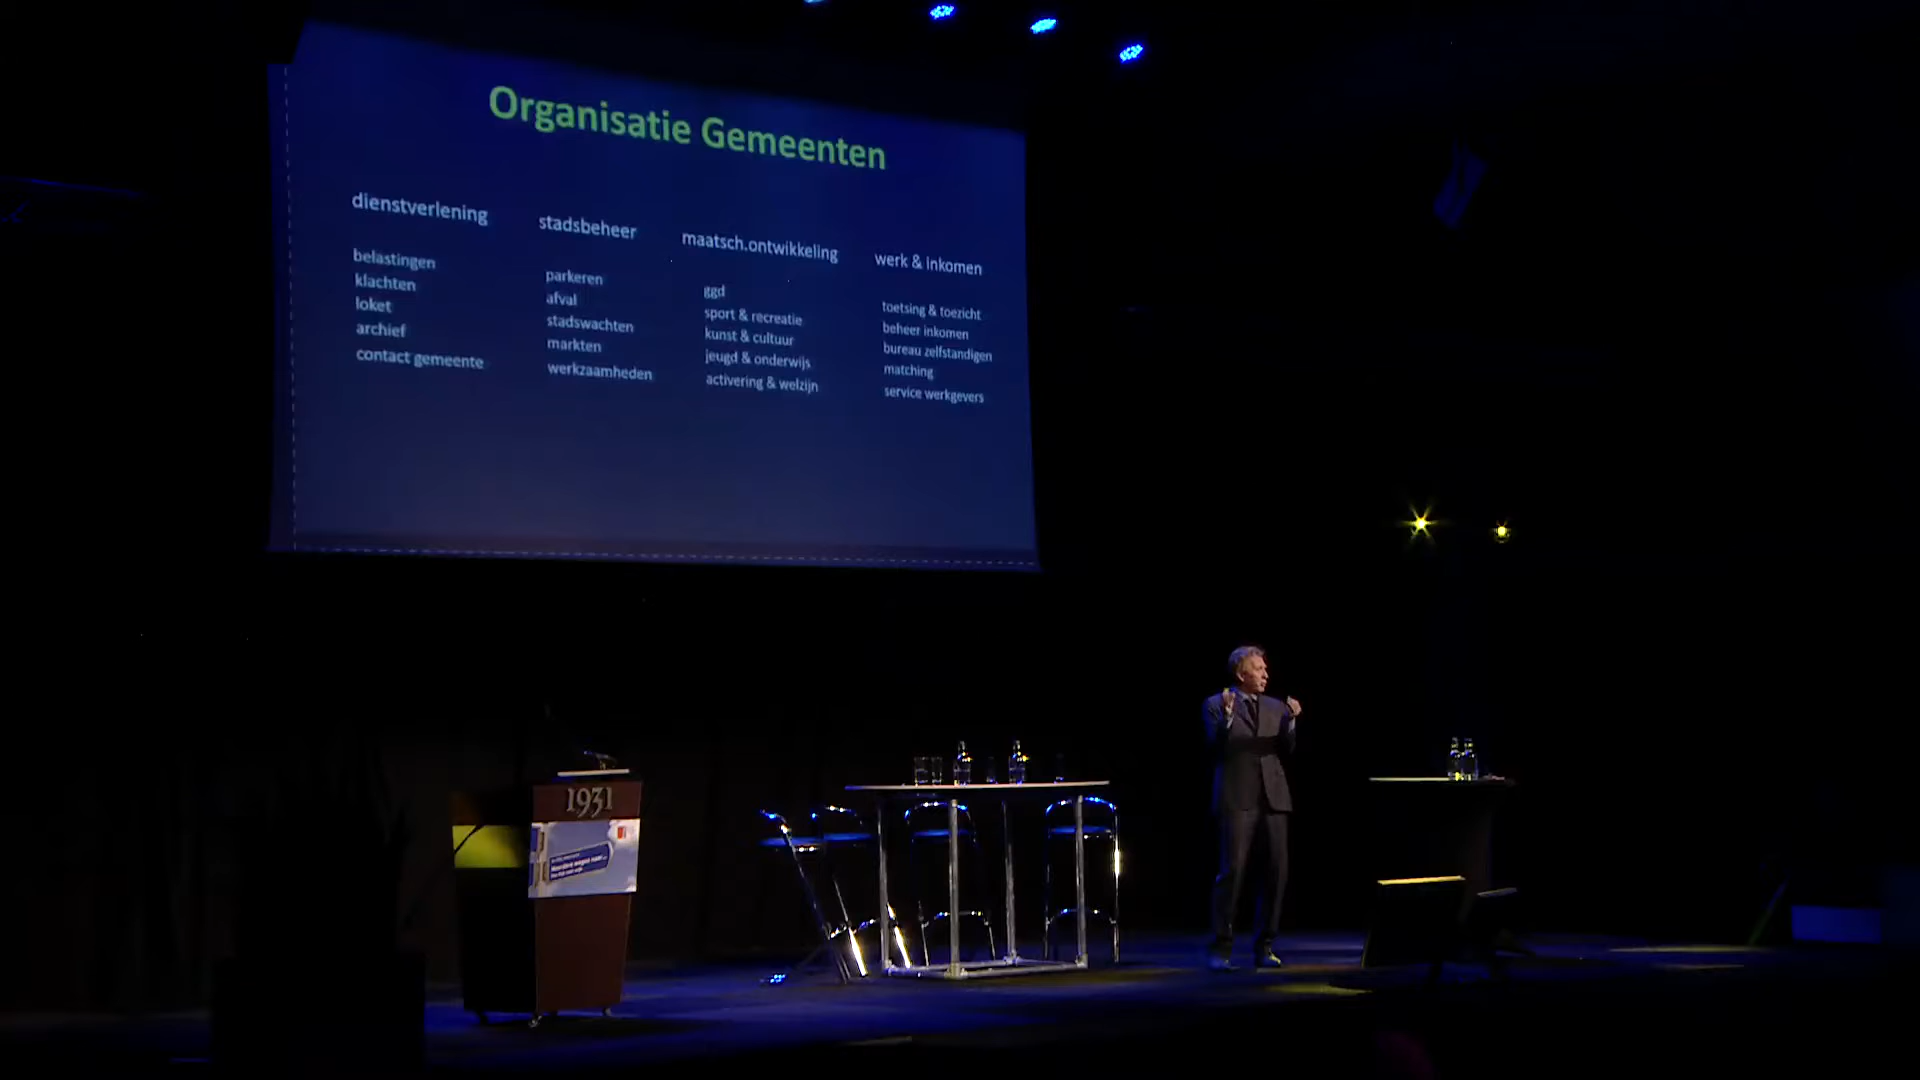 Organisatie Gemeenten
dienstverlening
belastingen
klachten
loket
archief
contact gemeente
stadsbeheer
parkeren
afval
stadswachten
markten
werkzaamheden
maatsch.ontwikkeling
ggd
sport & recreatie
kunst & cultuur
jeugd & onderwijs
activering & welzijn
werk & inkomen
toetsing & toezicht
beheer inkomen
bureau zelfstandigen
matching
service werkgevers
1931